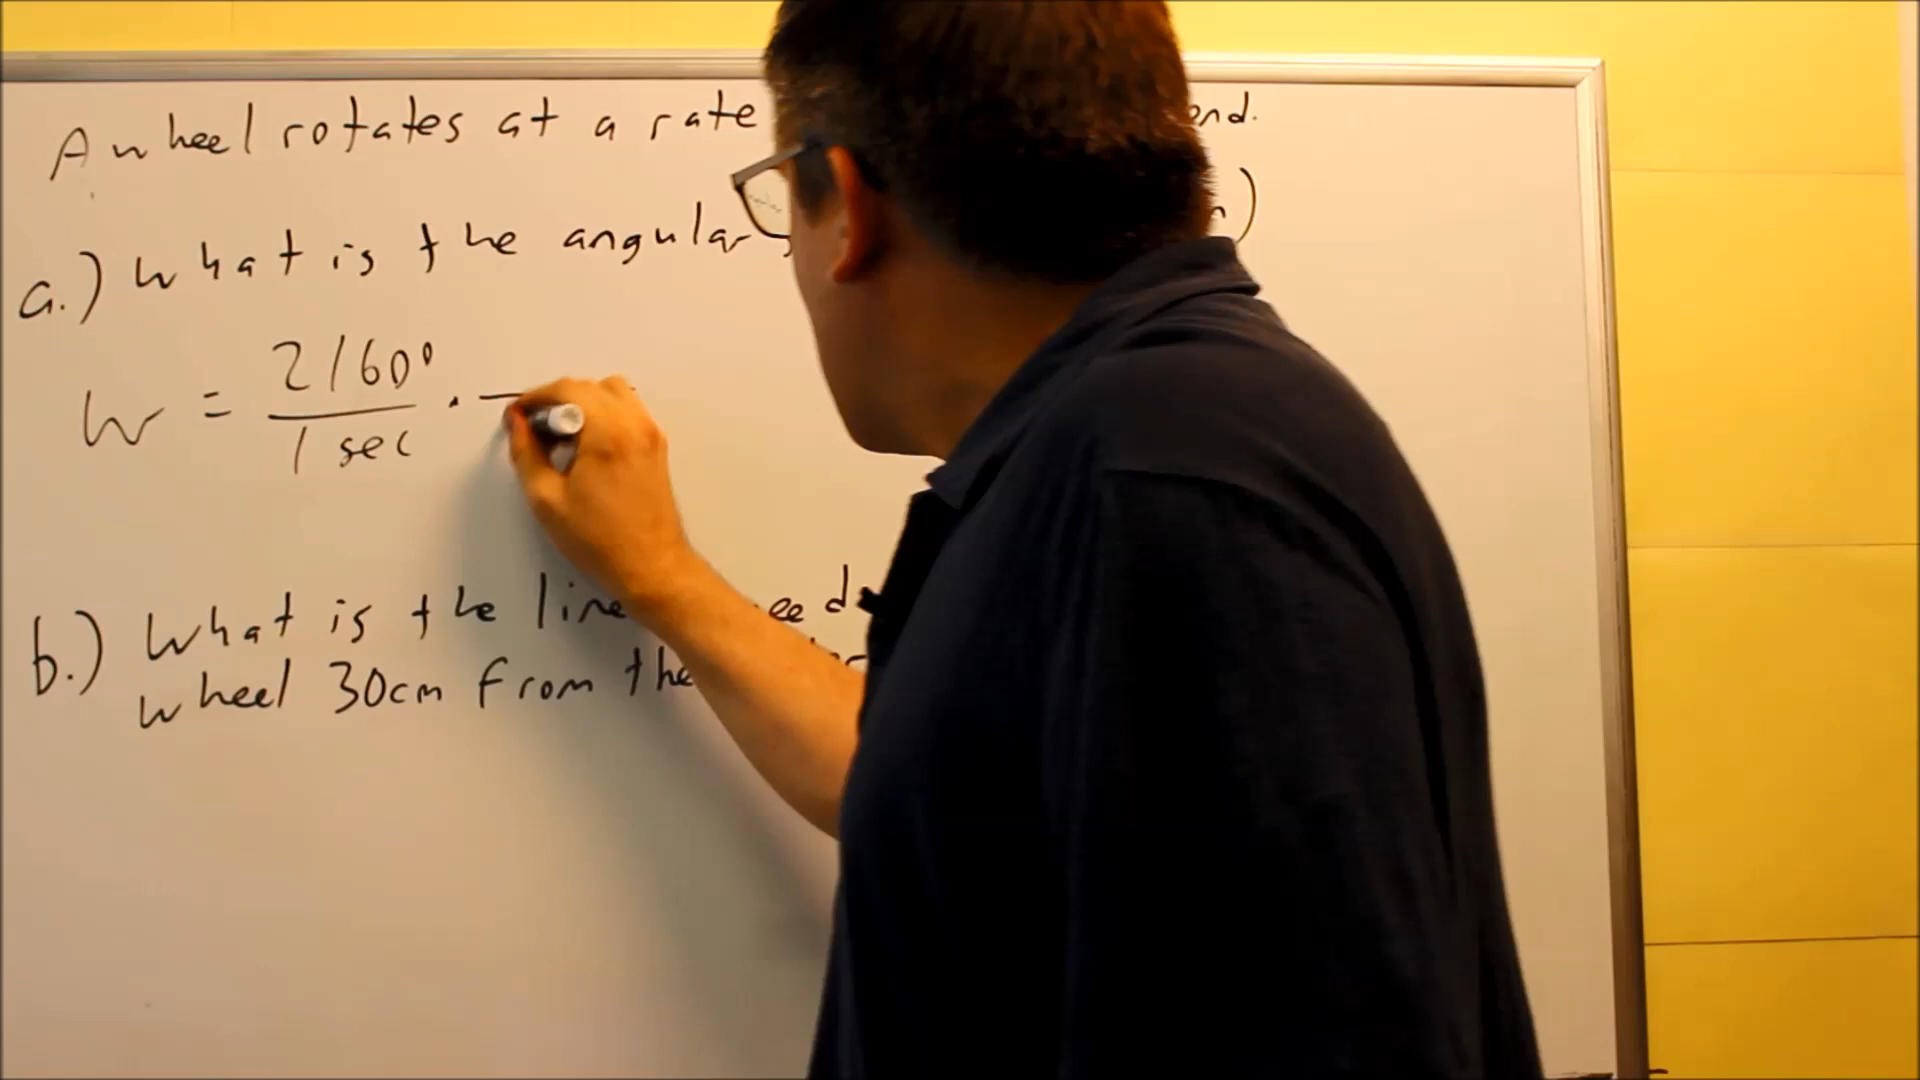 A wheel rotates at a rate
a.) What is the angular
W = 2160° / 1 sec · —
b.) What is the line
wheel 30cm from the